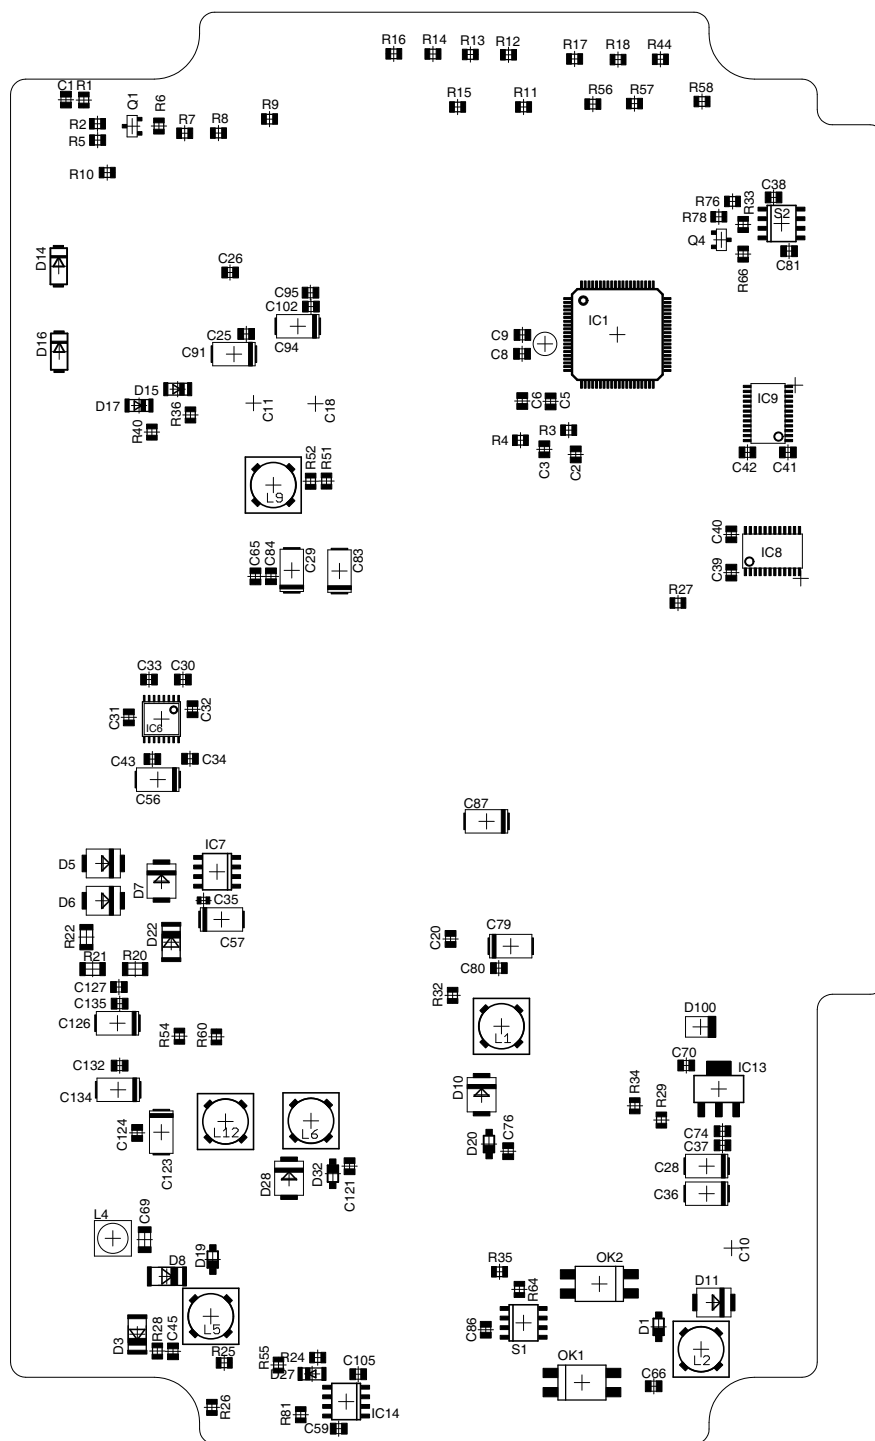 R16 R14 R13 R12 R17 R18 R44
C1 R1 Q1 R6 R9 R15 R11 R56 R57 R58
R2 R7 R8
R5
R10
R76 C38 R33
R78 S2
Q4
R66 C81
D14 C26
C95
C102
IC1
D16 C25 C9
C91 C94 C8
D15
D17 R36 C11 C18 C6 C5 IC9
R40 R4 R3
C3 C2 C42 C41
L9 R52 R51
C40
IC8
C65 C84 C29 C83 C39
R27
C33 C30
C31 IC6 C32
C43 C34
C56
C87
IC7
D5 D7
D6 C35
R22 D22 C57 C20 C79
R21 R20 C80
C127
C135 R32
C126 R54 R60 L1 D100
C132 C70 IC13
C134 D10 R34 R29
C124 L12 L6 D20 C76 C74
C123 C37
D28 D32 C121 C28
C36
L4 C69 D19 C10
D8 R35 OK2
R64 D11
D3 L5 C86 S1 D1
R28 C45 R25 R55 R24 C105 L2
D27 OK1 C66
R26 R81 IC14
C59